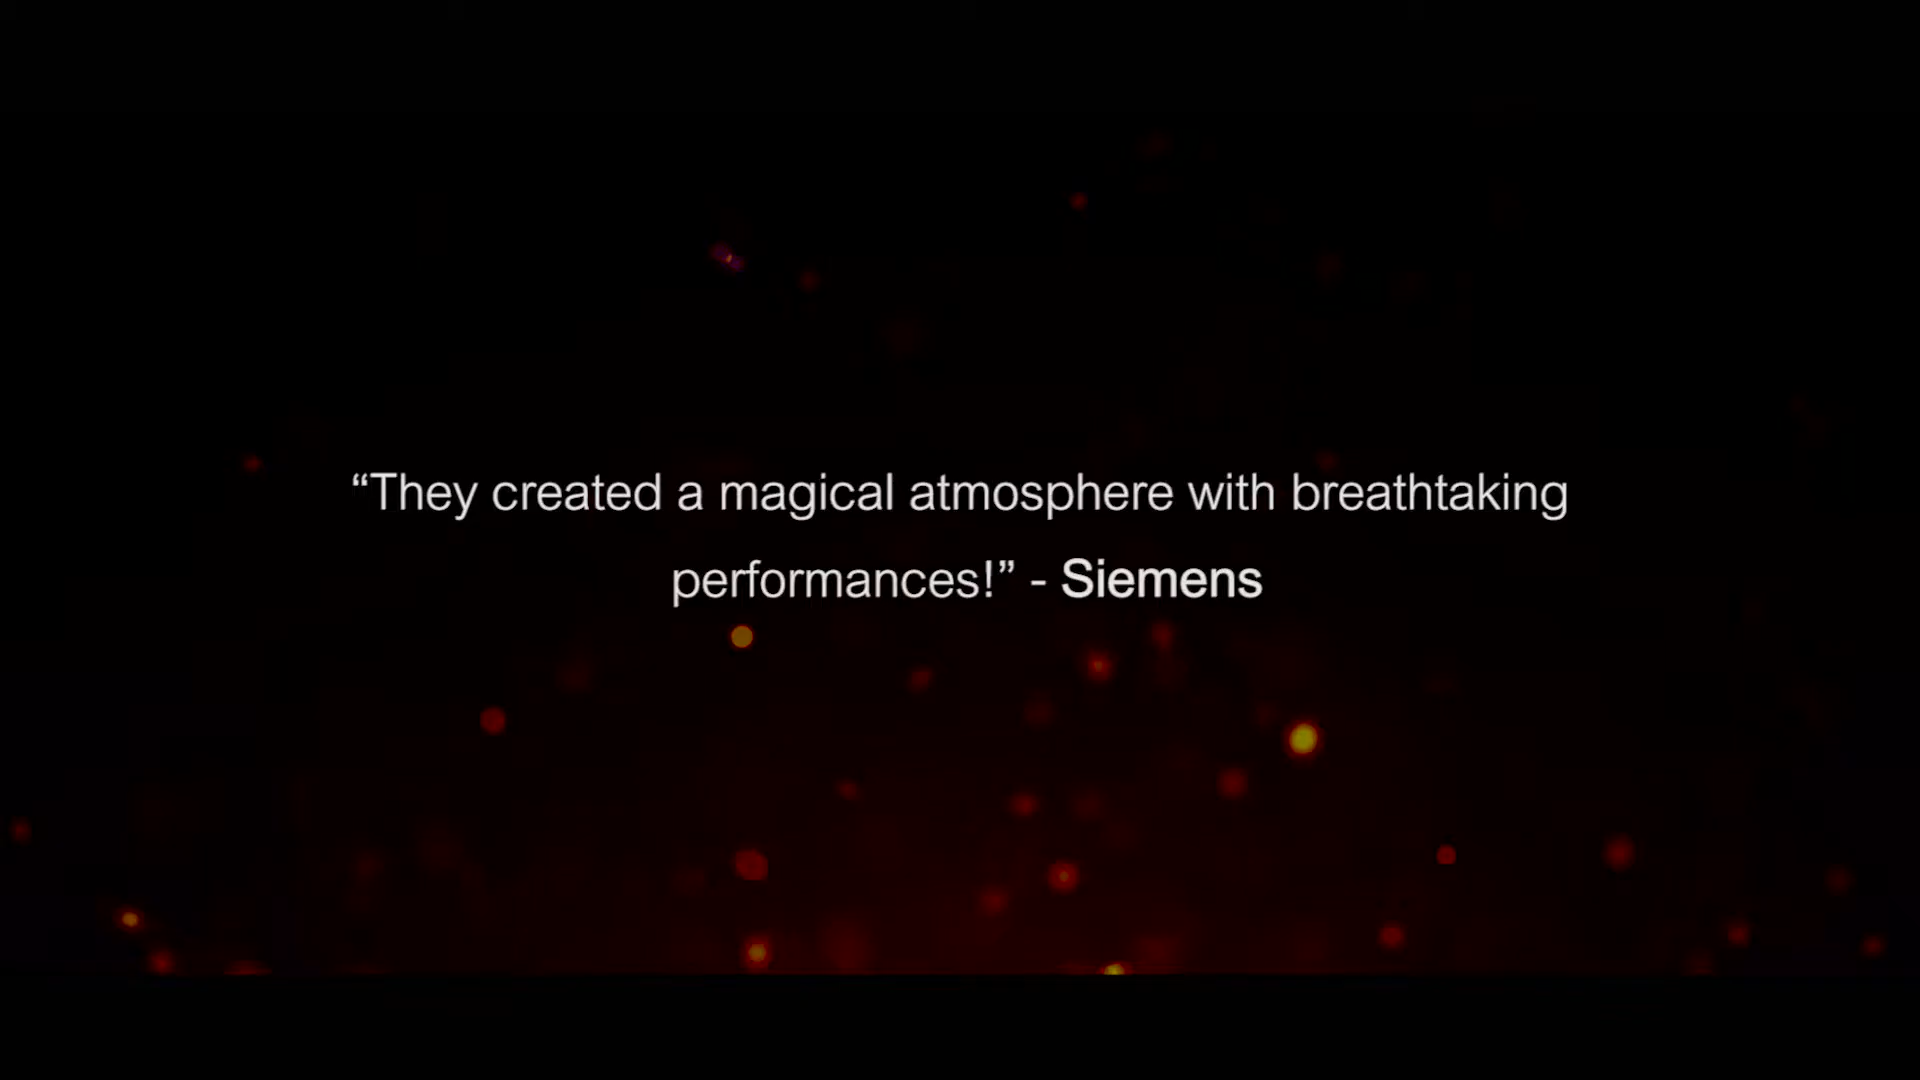 “They created a magical atmosphere with breathtaking
performances!” - Siemens